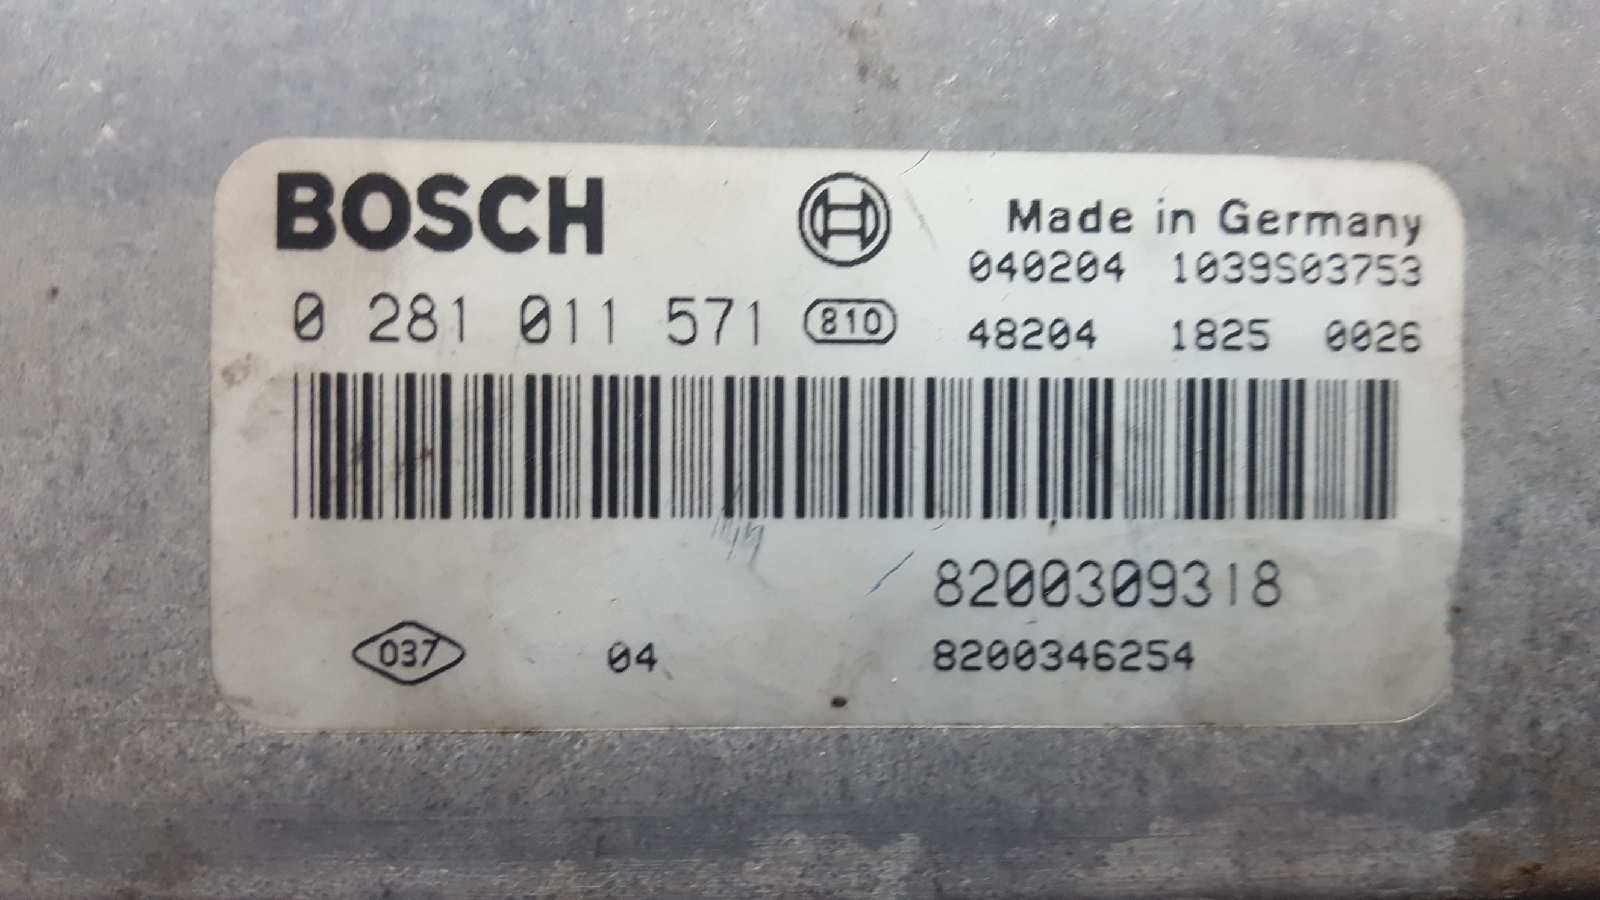 BOSCH
Made in Germany
040204 1039S03753
0 281 011 571 810
48204 1825 0026
8200309318
037 04 8200346254